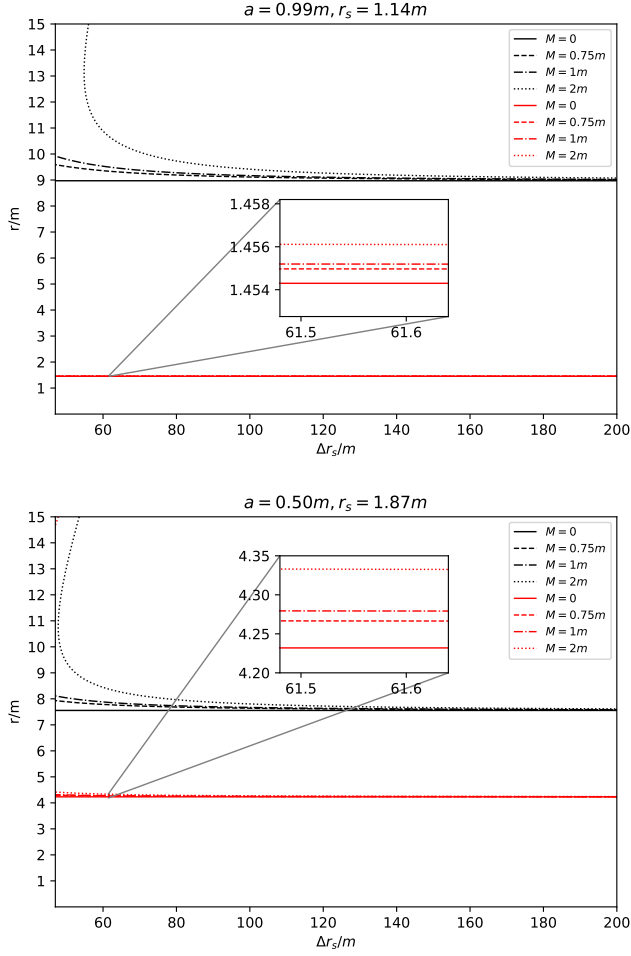 a = 0.99m, r_s = 1.14m
15
14
13
12
11
10
9
8
7
6
5
4
3
2
1
r/m
M = 0
M = 0.75m
M = 1m
M = 2m
M = 0
M = 0.75m
M = 1m
M = 2m
1.458
1.456
1.454
61.5 61.6
60 80 100 120 140 160 180 200
Δr_s/m
a = 0.50m, r_s = 1.87m
15
14
13
12
11
10
9
8
7
6
5
4
3
2
1
r/m
M = 0
M = 0.75m
M = 1m
M = 2m
M = 0
M = 0.75m
M = 1m
M = 2m
4.35
4.30
4.25
4.20
61.5 61.6
60 80 100 120 140 160 180 200
Δr_s/m